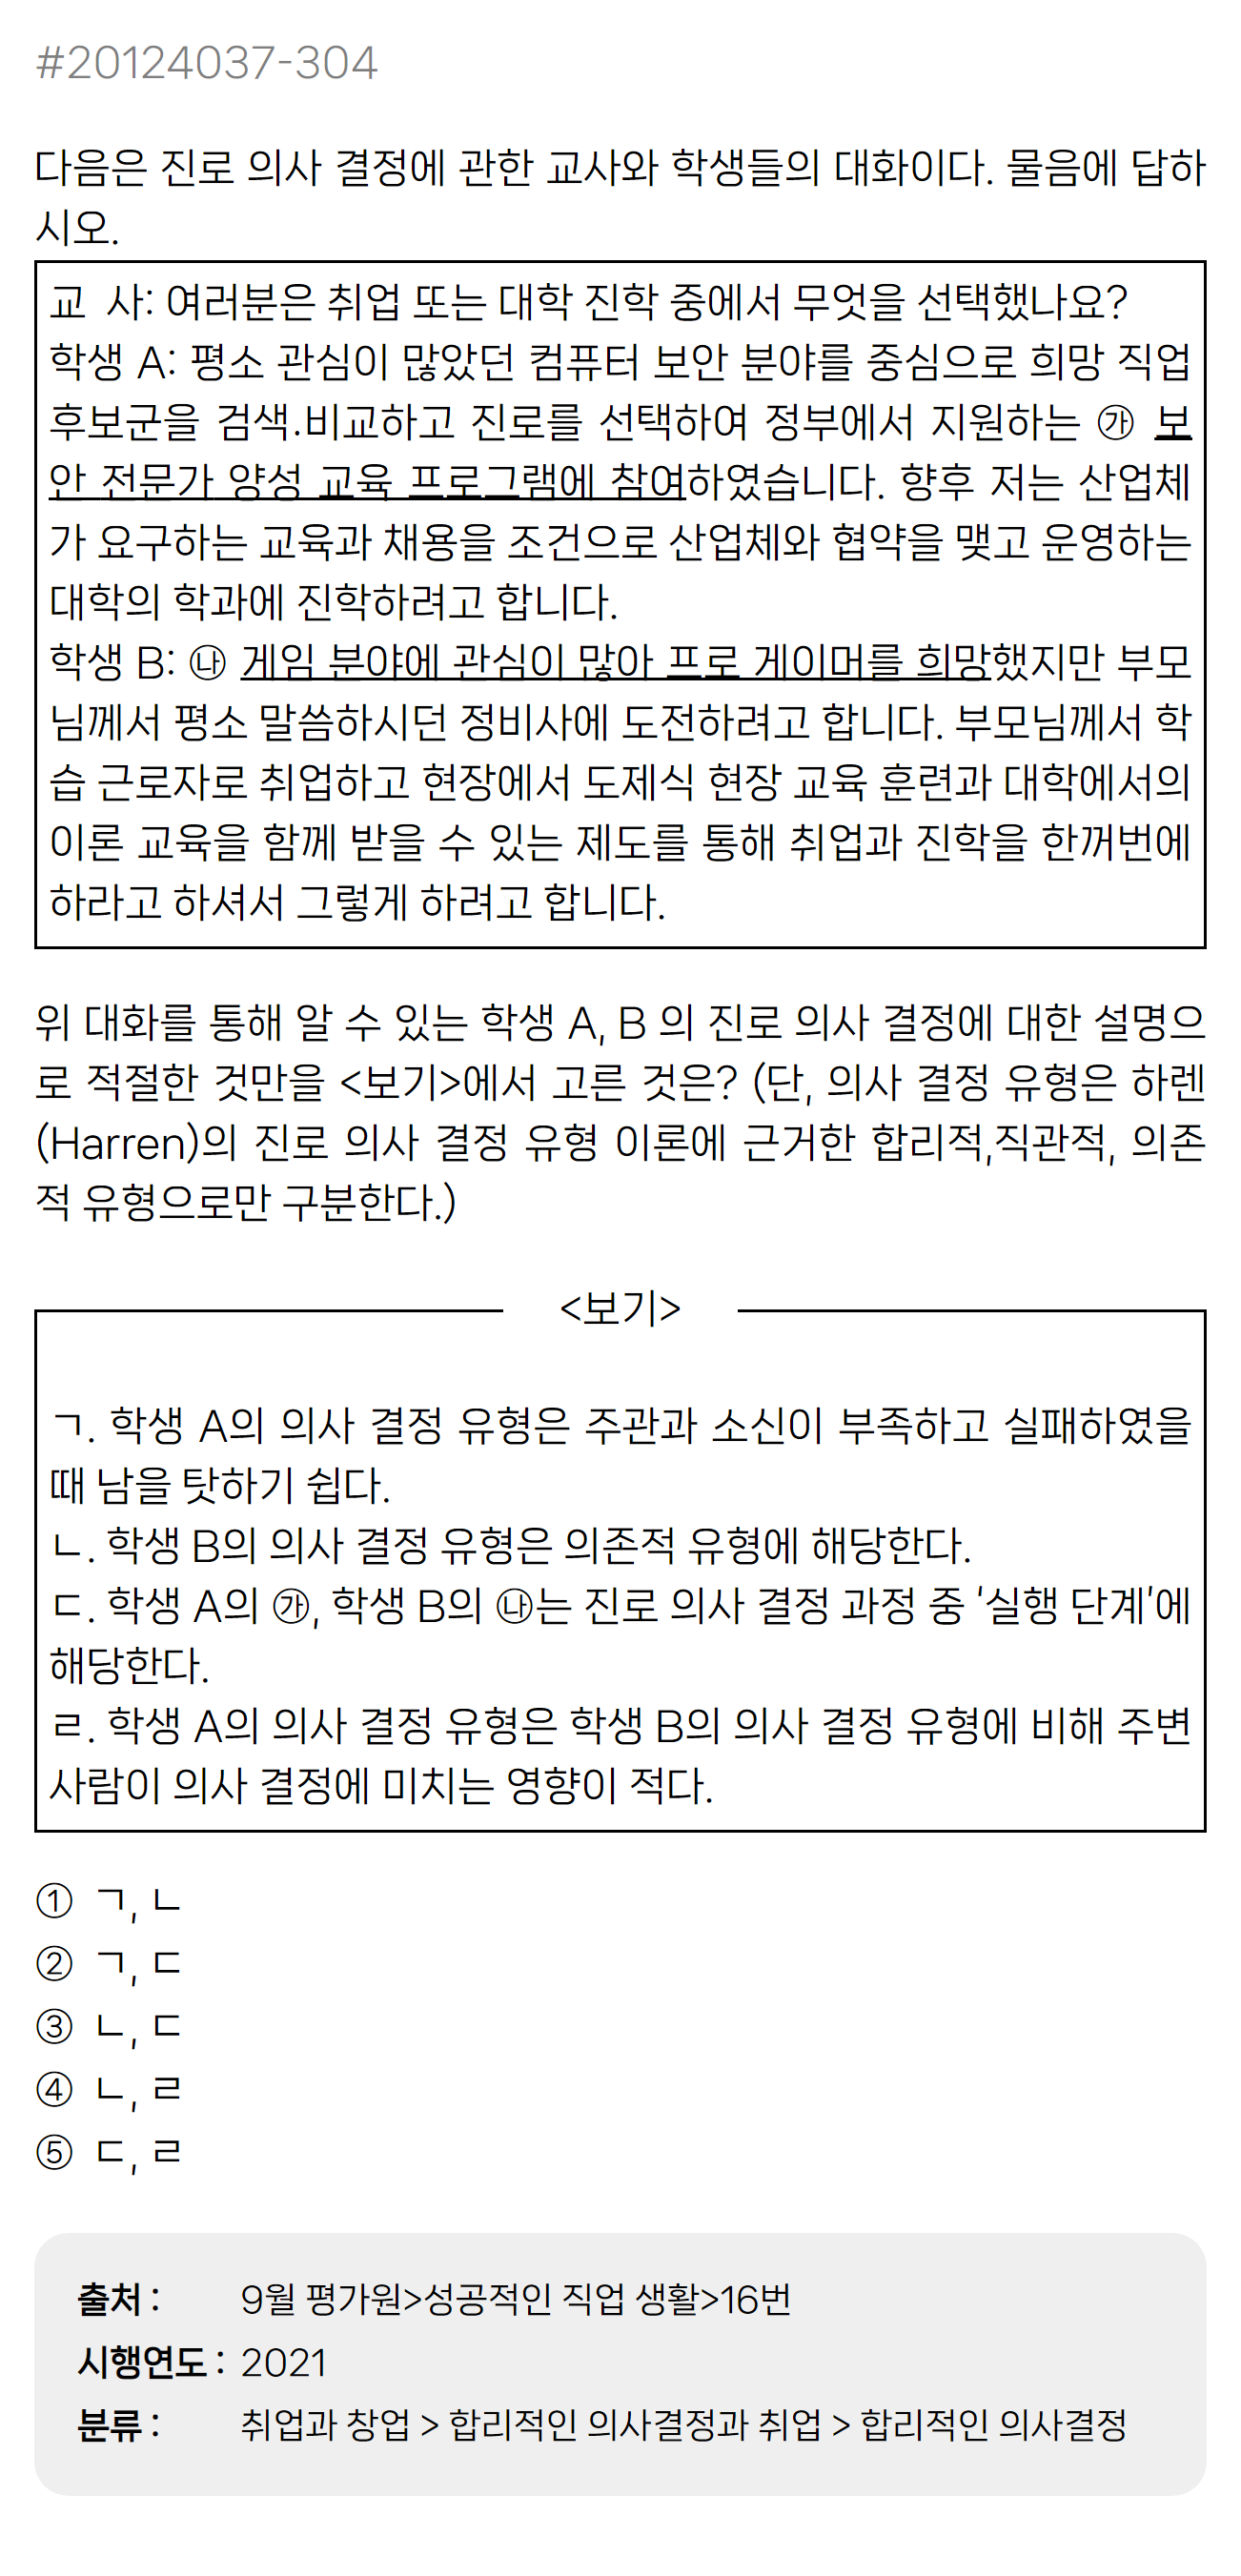 #20124037-304
다음은 진로 의사 결정에 관한 교사와 학생들의 대화이다. 물음에 답하
시오.
교 사: 여러분은 취업 또는 대학 진학 중에서 무엇을 선택했나요?
학생 A: 평소 관심이 많았던 컴퓨터 보안 분야를 중심으로 희망 직업
후보군을 검색·비교하고 진로를 선택하여 정부에서 지원하는 ㉮ 보
안 전문가 양성 교육 프로그램에 참여하였습니다. 향후 저는 산업체
가 요구하는 교육과 채용을 조건으로 산업체와 협약을 맺고 운영하는
대학의 학과에 진학하려고 합니다.
학생 B: ㉯ 게임 분야에 관심이 많아 프로 게이머를 희망했지만 부모
님께서 평소 말씀하시던 정비사에 도전하려고 합니다. 부모님께서 학
습 근로자로 취업하고 현장에서 도제식 현장 교육 훈련과 대학에서의
이론 교육을 함께 받을 수 있는 제도를 통해 취업과 진학을 한꺼번에
하라고 하셔서 그렇게 하려고 합니다.
위 대화를 통해 알 수 있는 학생 A, B 의 진로 의사 결정에 대한 설명으
로 적절한 것만을 <보기>에서 고른 것은? (단, 의사 결정 유형은 하렌
(Harren)의 진로 의사 결정 유형 이론에 근거한 합리적,직관적, 의존
적 유형으로만 구분한다.)
<보기>
ㄱ. 학생 A의 의사 결정 유형은 주관과 소신이 부족하고 실패하였을
때 남을 탓하기 쉽다.
ㄴ. 학생 B의 의사 결정 유형은 의존적 유형에 해당한다.
ㄷ. 학생 A의 ㉮, 학생 B의 ㉯는 진로 의사 결정 과정 중 '실행 단계'에
해당한다.
ㄹ. 학생 A의 의사 결정 유형은 학생 B의 의사 결정 유형에 비해 주변
사람이 의사 결정에 미치는 영향이 적다.
① ㄱ, ㄴ
② ㄱ, ㄷ
③ ㄴ, ㄷ
④ ㄴ, ㄹ
⑤ ㄷ, ㄹ
출처 : 9월 평가원>성공적인 직업 생활>16번
시행연도 : 2021
분류 : 취업과 창업 > 합리적인 의사결정과 취업 > 합리적인 의사결정